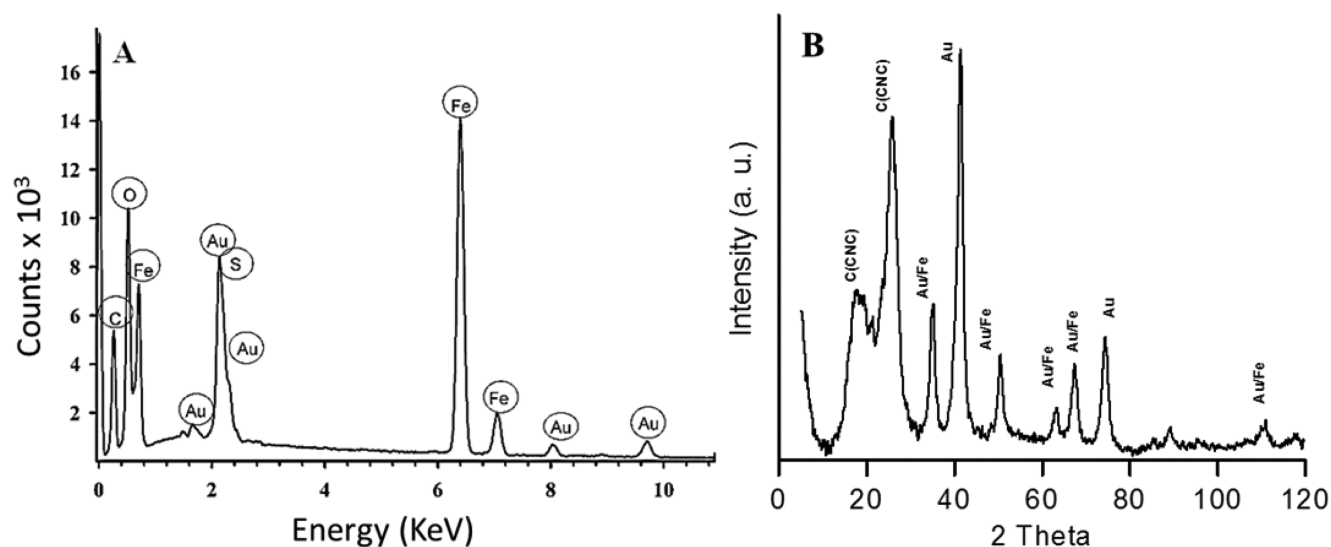 A
16
14
12
10
8
6
4
2
Counts x 10³
C
O
Fe
Au
Au
S
Au
Fe
Fe
Au
Au
0
2
4
6
8
10
Energy (KeV)
B
Intensity (a. u.)
C(CNC)
C(CNC)
Au/Fe
Au
Au/Fe
Au/Fe
Au/Fe
Au
Au/Fe
0
20
40
60
80
100
120
2 Theta